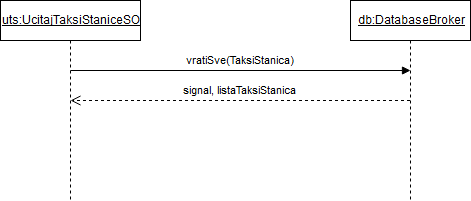 uts:UcitajTaksiStaniceSO
db:DatabaseBroker
vratiSve(TaksiStanica)
signal, listaTaksiStanica